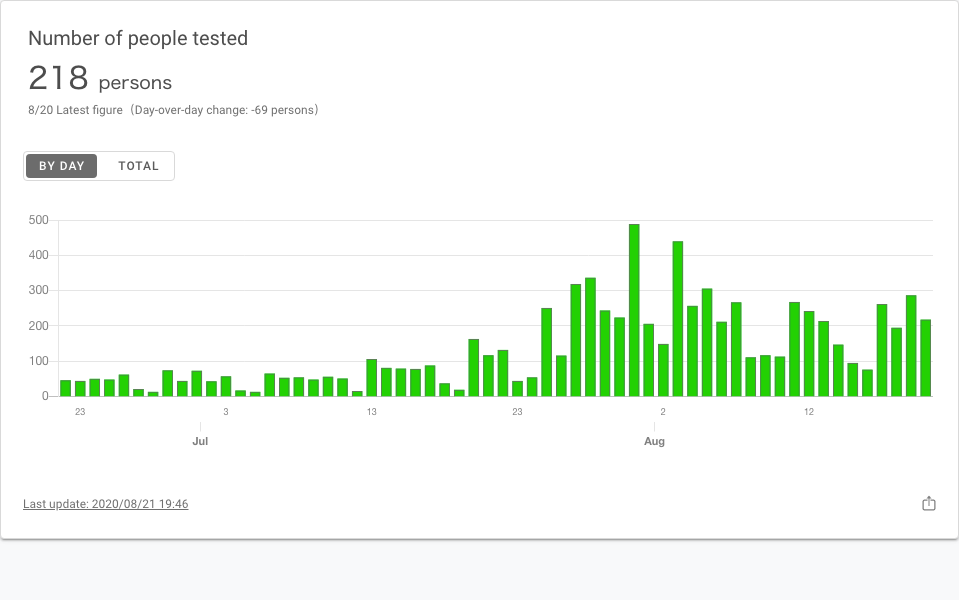 Number of people tested
218 persons
8/20 Latest figure（Day-over-day change: -69 persons）
BY DAY TOTAL
500
400
300
200
100
0
23 3 13 23 2 12
Jul Aug
Last update: 2020/08/21 19:46